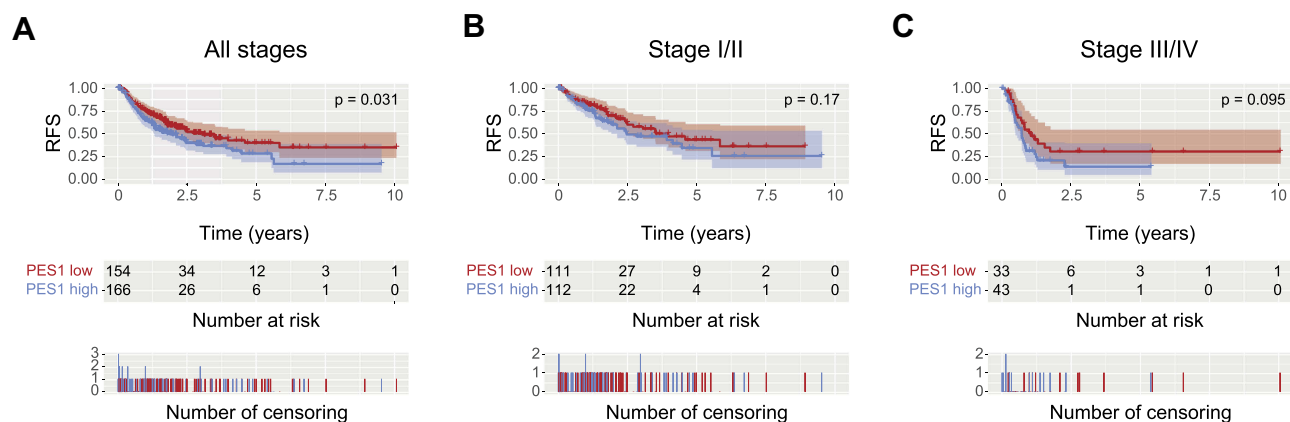 A
All stages
RFS
1.00
0.75
0.50
0.25
0.00
p = 0.031
0 2.5 5 7.5 10
Time (years)
PES1 low 154 34 12 3 1
PES1 high 166 26 6 1 0
Number at risk
3
2
1
0
Number of censoring
B
Stage I/II
RFS
1.00
0.75
0.50
0.25
0.00
p = 0.17
0 2.5 5 7.5 10
Time (years)
PES1 low 111 27 9 2 0
PES1 high 112 22 4 1 0
Number at risk
2
1
0
Number of censoring
C
Stage III/IV
RFS
1.00
0.75
0.50
0.25
0.00
p = 0.095
0 2.5 5 7.5 10
Time (years)
PES1 low 33 6 3 1 1
PES1 high 43 1 1 0 0
Number at risk
2
1
0
Number of censoring